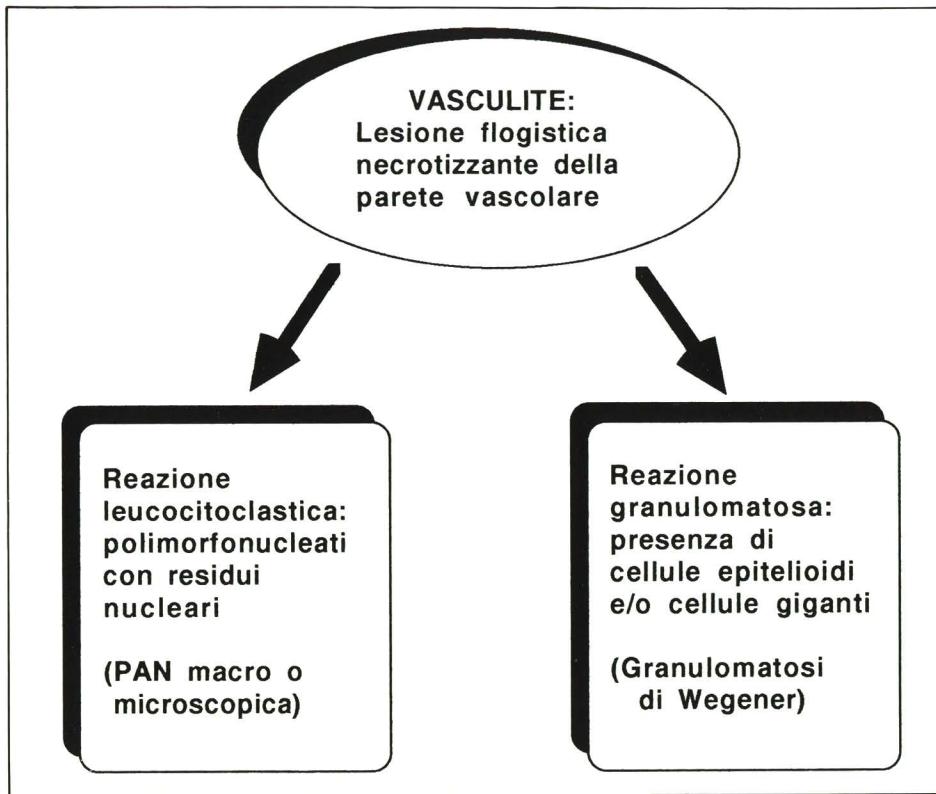 VASCULITE:
Lesione flogistica
necrotizzante della
parete vascolare
Reazione
leucocitoclastica:
polimorfonucleati
con residui
nucleari
(PAN macro o
microscopica)
Reazione
granulomatosa:
presenza di
cellule epitelioidi
e/o cellule giganti
(Granulomatosi
di Wegener)